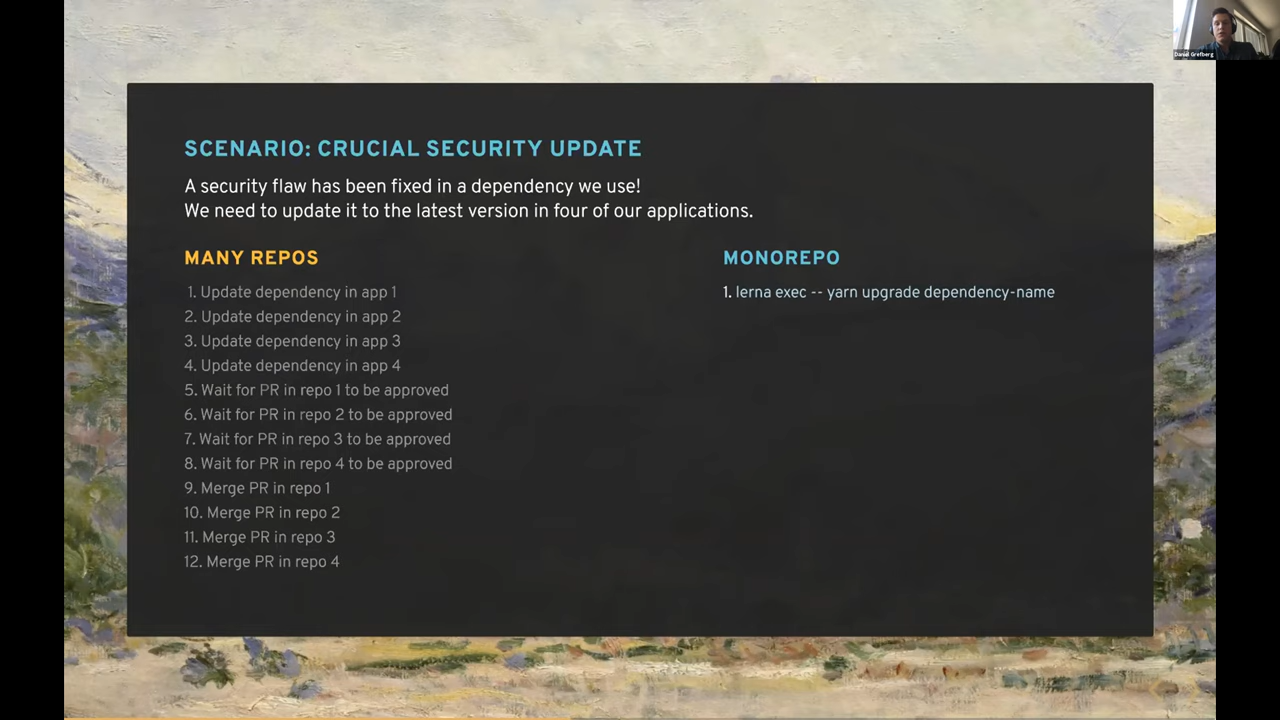 Daniel Grefberg
SCENARIO: CRUCIAL SECURITY UPDATE
A security flaw has been fixed in a dependency we use!
We need to update it to the latest version in four of our applications.
MANY REPOS
1. Update dependency in app 1
2. Update dependency in app 2
3. Update dependency in app 3
4. Update dependency in app 4
5. Wait for PR in repo 1 to be approved
6. Wait for PR in repo 2 to be approved
7. Wait for PR in repo 3 to be approved
8. Wait for PR in repo 4 to be approved
9. Merge PR in repo 1
10. Merge PR in repo 2
11. Merge PR in repo 3
12. Merge PR in repo 4
MONOREPO
1. lerna exec -- yarn upgrade dependency-name